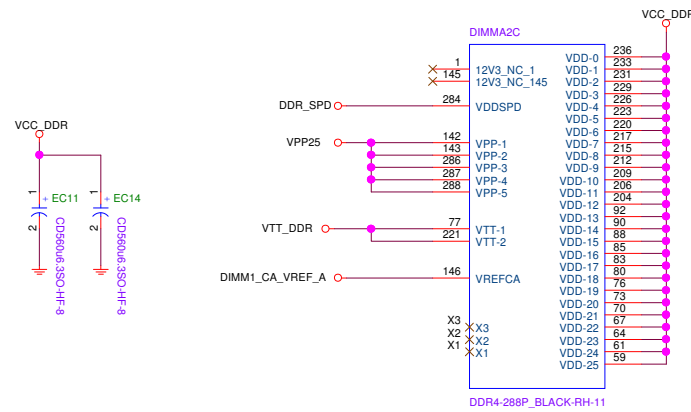 VCC_DDR
DIMMA2C
1 12V3_NC_1
145 12V3_NC_145
DDR_SPD 284 VDDSPD
VPP25 142 VPP-1
143 VPP-2
286 VPP-3
287 VPP-4
288 VPP-5
VTT_DDR 77 VTT-1
221 VTT-2
DIMM1_CA_VREF_A 146 VREFCA
X3 X3
X2 X2
X1 X1
VDD-0 236
VDD-1 233
VDD-2 231
VDD-3 229
VDD-4 226
VDD-5 223
VDD-6 220
VDD-7 217
VDD-8 215
VDD-9 212
VDD-10 209
VDD-11 206
VDD-12 204
VDD-13 92
VDD-14 90
VDD-15 88
VDD-16 85
VDD-17 83
VDD-18 80
VDD-19 76
VDD-20 73
VDD-21 70
VDD-22 67
VDD-23 64
VDD-24 61
VDD-25 59
DDR4-288P_BLACK-RH-11
VCC_DDR
1 + EC11 2
CD560u6.3SO-HF-8
1 + EC14 2
CD560u6.3SO-HF-8